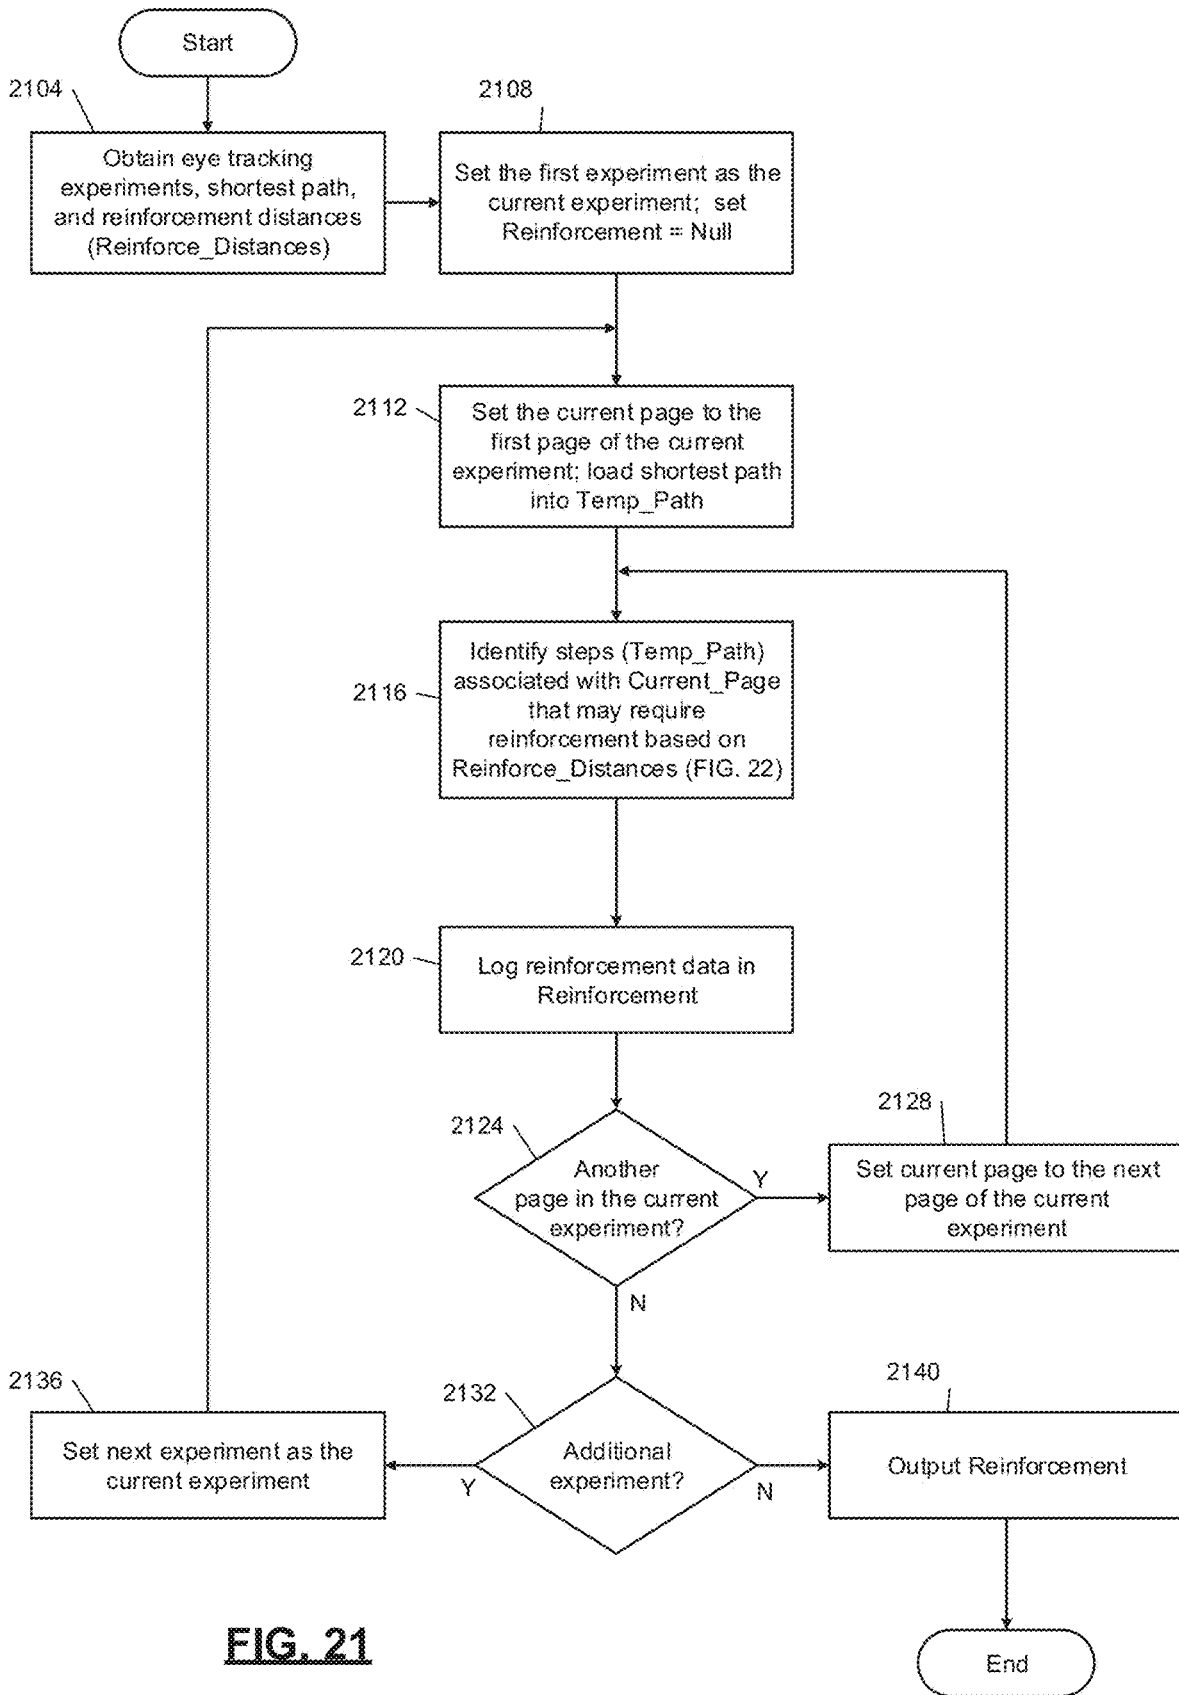 Start
2104
Obtain eye tracking
experiments, shortest path,
and reinforcement distances
(Reinforce_Distances)
2108
Set the first experiment as the
current experiment; set
Reinforcement = Null
2112
Set the current page to the
first page of the current
experiment; load shortest path
into Temp_Path
2116
Identify steps (Temp_Path)
associated with Current_Page
that may require
reinforcement based on
Reinforce_Distances (FIG. 22)
2120
Log reinforcement data in
Reinforcement
2124
Another
page in the current
experiment?
Y
N
2128
Set current page to the next
page of the current
experiment
2132
Additional
experiment?
Y
N
2136
Set next experiment as the
current experiment
2140
Output Reinforcement
End
FIG. 21